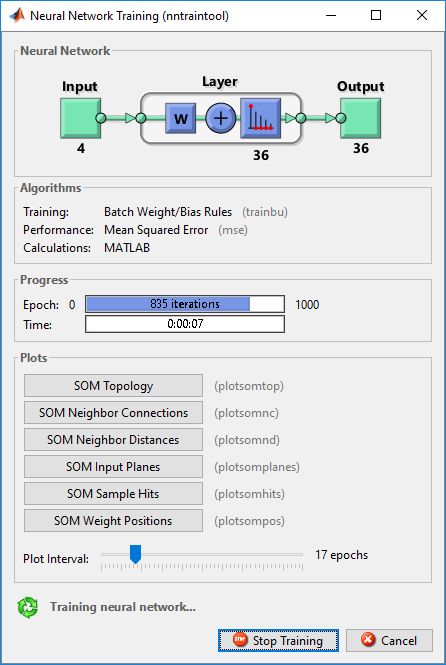 Neural Network Training (nntraintool)
Neural Network
Input
Layer
Output
W
4
36
36
Algorithms
Training: Batch Weight/Bias Rules (trainbu)
Performance: Mean Squared Error (mse)
Calculations: MATLAB
Progress
Epoch: 0 835 iterations 1000
Time: 0:00:07
Plots
SOM Topology (plotsomtop)
SOM Neighbor Connections (plotsomnc)
SOM Neighbor Distances (plotsomnd)
SOM Input Planes (plotsomplanes)
SOM Sample Hits (plotsomhits)
SOM Weight Positions (plotsompos)
Plot Interval: 17 epochs
Training neural network...
STOP Stop Training Cancel